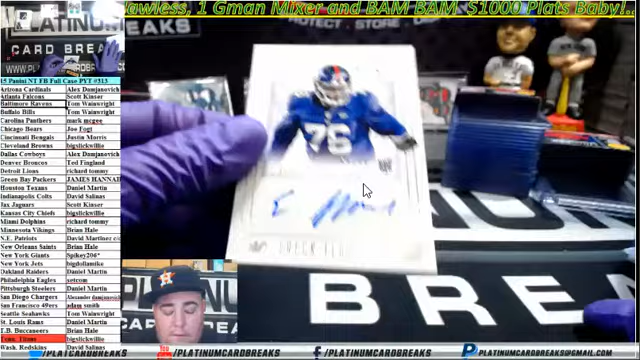 awless, 1 Gman Mixer and BAM BAM $1000 Plats Baby!..
PLATINUM
CARD BREAK
15 Panini NT FB Full Case PYT #313
Arizona Cardinals Alex Damjanovich
Atlanta Falcons Scott Kinser
Baltimore Ravens Tom Wainwright
Buffalo Bills Tom Wainwright
Carolina Panthers mark mcgee
Chicago Bears Joe Fogt
Cincinnati Bengals Justin Morris
Cleveland Browns bigslickwillie
Dallas Cowboys Alex Damjanovich
Denver Broncos Ted Fingland
Detroit Lions richard tommy
Green Bay Packers JAMES HANNAH
Houston Texans Daniel Martin
Indianapolis Colts David Salinas
Jax Jaguars Scott Kinser
Kansas City Chiefs bigslickwillie
Miami Dolphins richard tommy
Minnesota Vikings Brian Hale
N.E. Patriots David Martinez
New Orleans Saints Brian Hale
New York Giants Spikey206*
New York Jets bigdollamike
Oakland Raiders Daniel Martin
Philadelphia Eagles setcom
Pittsburgh Steelers Daniel Martin
San Diego Chargers Alexander damjanovich
San Francisco 49ers adam smith
Seattle Seahawks Tom Wainwright
St. Louis Rams Daniel Martin
T.B. Buccaneers Brian Hale
Tenn. Titans bigslickwillie
Wash. Redskins David Salinas
76
BRE
/PLATINUMCARDBREAKS /PLATINUMCARDBREAKS /PLATINUMCARDBREAKS